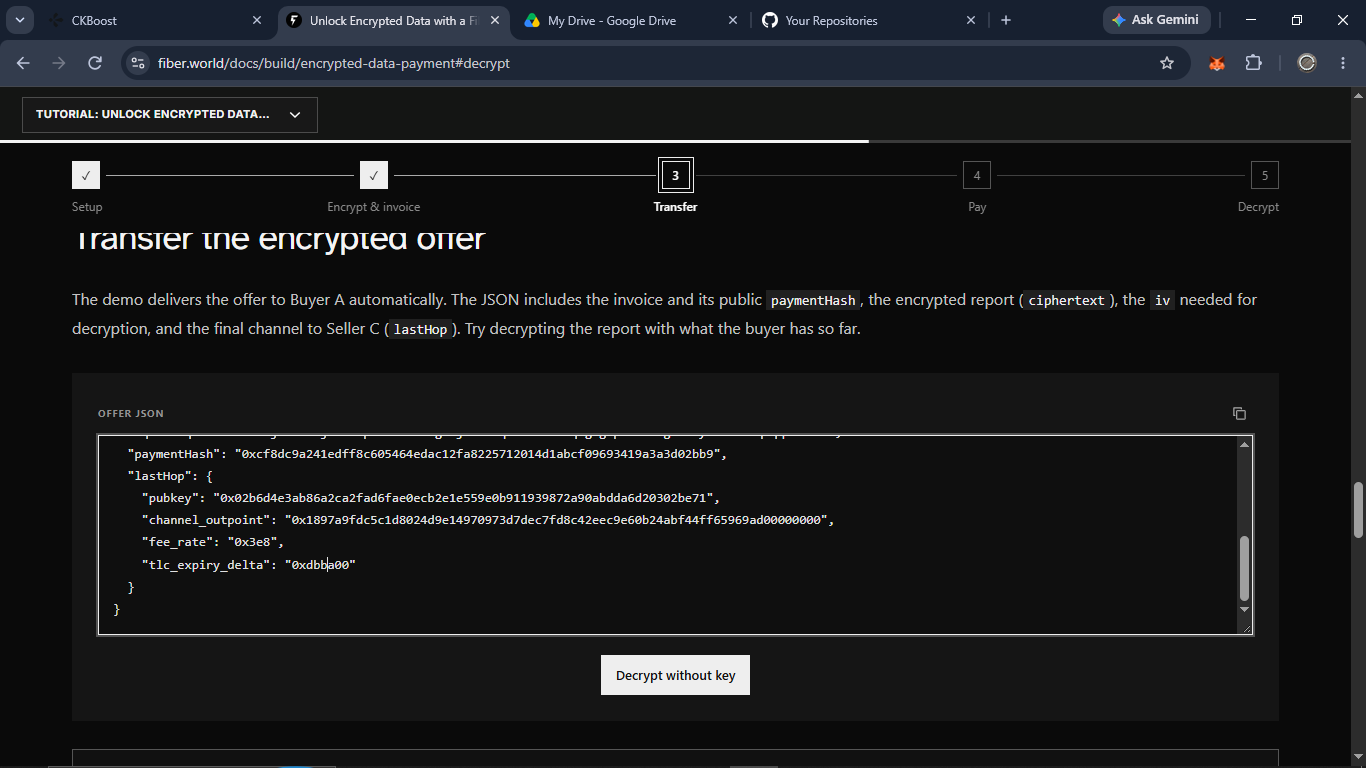 CKBoost
Unlock Encrypted Data with a Fi
My Drive - Google Drive
Your Repositories
Ask Gemini
fiber.world/docs/build/encrypted-data-payment#decrypt
TUTORIAL: UNLOCK ENCRYPTED DATA...
3
4
5
Setup
Encrypt & invoice
Transfer
Pay
Decrypt
Transfer the encrypted offer
The demo delivers the offer to Buyer A automatically. The JSON includes the invoice and its public paymentHash, the encrypted report (ciphertext), the iv needed for
decryption, and the final channel to Seller C (lastHop). Try decrypting the report with what the buyer has so far.
OFFER JSON
"paymentHash": "0xcf8dc9a241edff8c605464edac12fa8225712014d1abcf09693419a3a3d02bb9",
"lastHop": {
"pubkey": "0x02b6d4e3ab86a2ca2fad6fae0ecb2e1e559e0b911939872a90abdda6d20302be71",
"channel_outpoint": "0x1897a9fdc5c1d8024d9e14970973d7dec7fd8c42eec9e60b24abf44ff65969ad00000000",
"fee_rate": "0x3e8",
"tlc_expiry_delta": "0xdbba00"
}
}
Decrypt without key